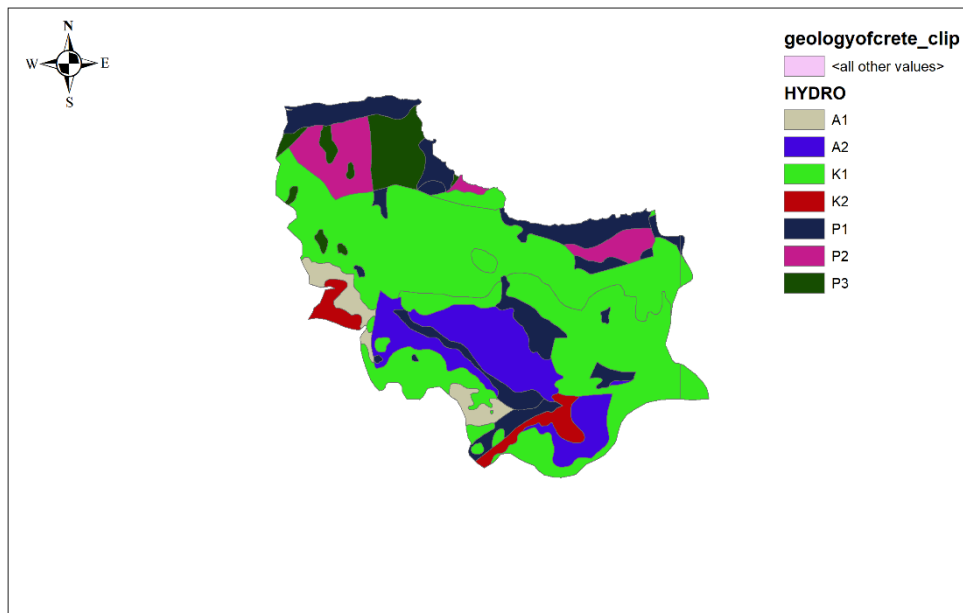 N
W E
S
geologyofcrete_clip
<all other values>
HYDRO
A1
A2
K1
K2
P1
P2
P3